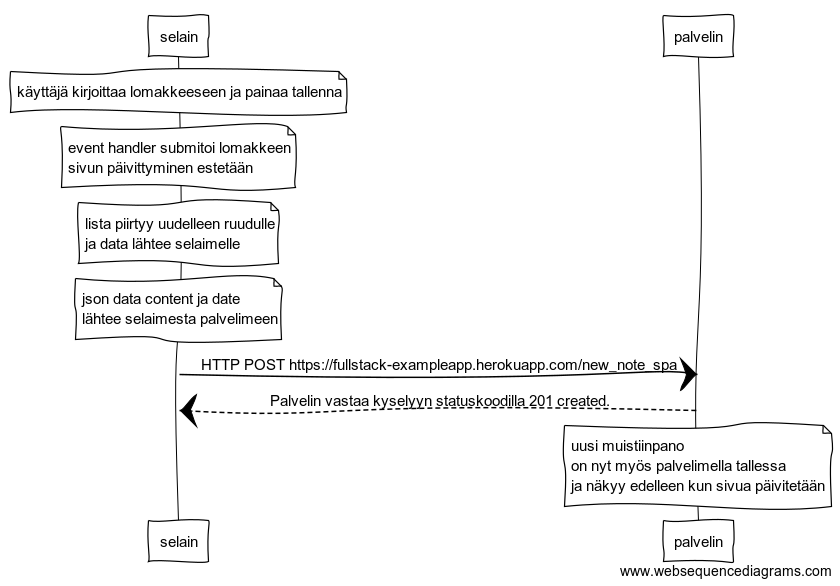 selain
palvelin
käyttäjä kirjoittaa lomakkeeseen ja painaa tallenna
event handler submitoi lomakkeen
sivun päivittyminen estetään
lista piirtyy uudelleen ruudulle
ja data lähtee selaimelle
json data content ja date
lähtee selaimesta palvelimeen
HTTP POST https://fullstack-exampleapp.herokuapp.com/new_note_spa
Palvelin vastaa kyselyyn statuskoodilla 201 created.
uusi muistiinpano
on nyt myös palvelimella tallessa
ja näkyy edelleen kun sivua päivitetään
selain
palvelin
www.websequencediagrams.com